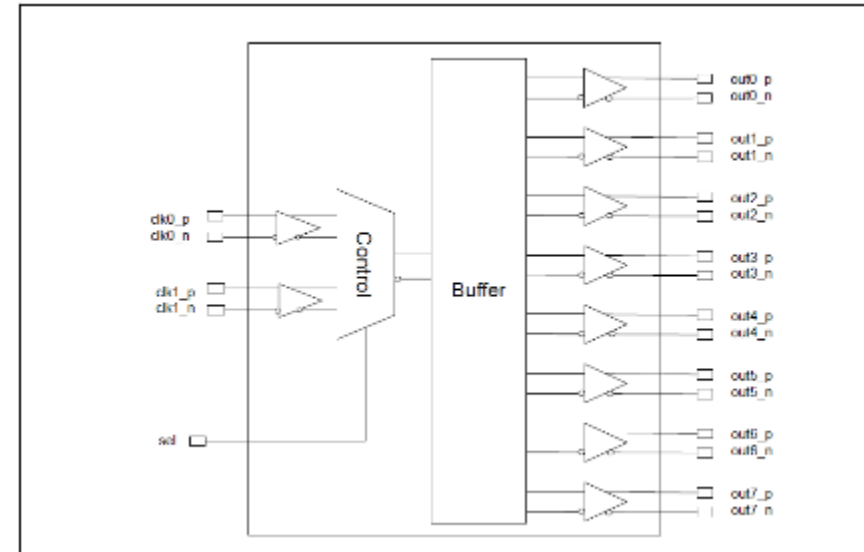 clk0_p
clk0_n
clk1_p
clk1_n
sel
Control
Buffer
out0_p
out0_n
out1_p
out1_n
out2_p
out2_n
out3_p
out3_n
out4_p
out4_n
out5_p
out5_n
out6_p
out6_n
out7_p
out7_n